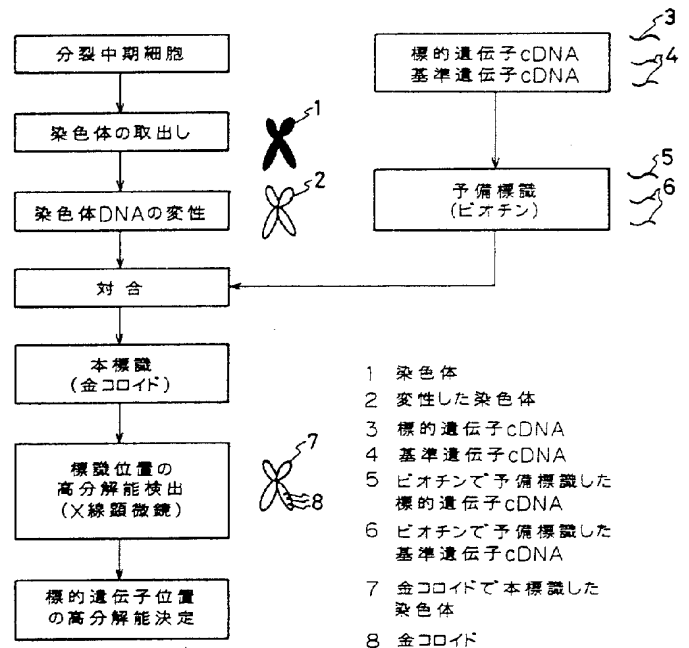 分裂中期細胞
染色体の取出し
1
染色体DNAの変性
2
対合
本標識
(金コロイド)
標識位置の
高分解能検出
(X線顕微鏡)
7
8
標的遺伝子位置
の高分解能決定
標的遺伝子cDNA
基準遺伝子cDNA
3
4
予備標識
(ビオチン)
5
6
1 染色体
2 変性した染色体
3 標的遺伝子cDNA
4 基準遺伝子cDNA
5 ビオチンで予備標識した
標的遺伝子cDNA
6 ビオチンで予備標識した
基準遺伝子cDNA
7 金コロイドで本標識した
染色体
8 金コロイド